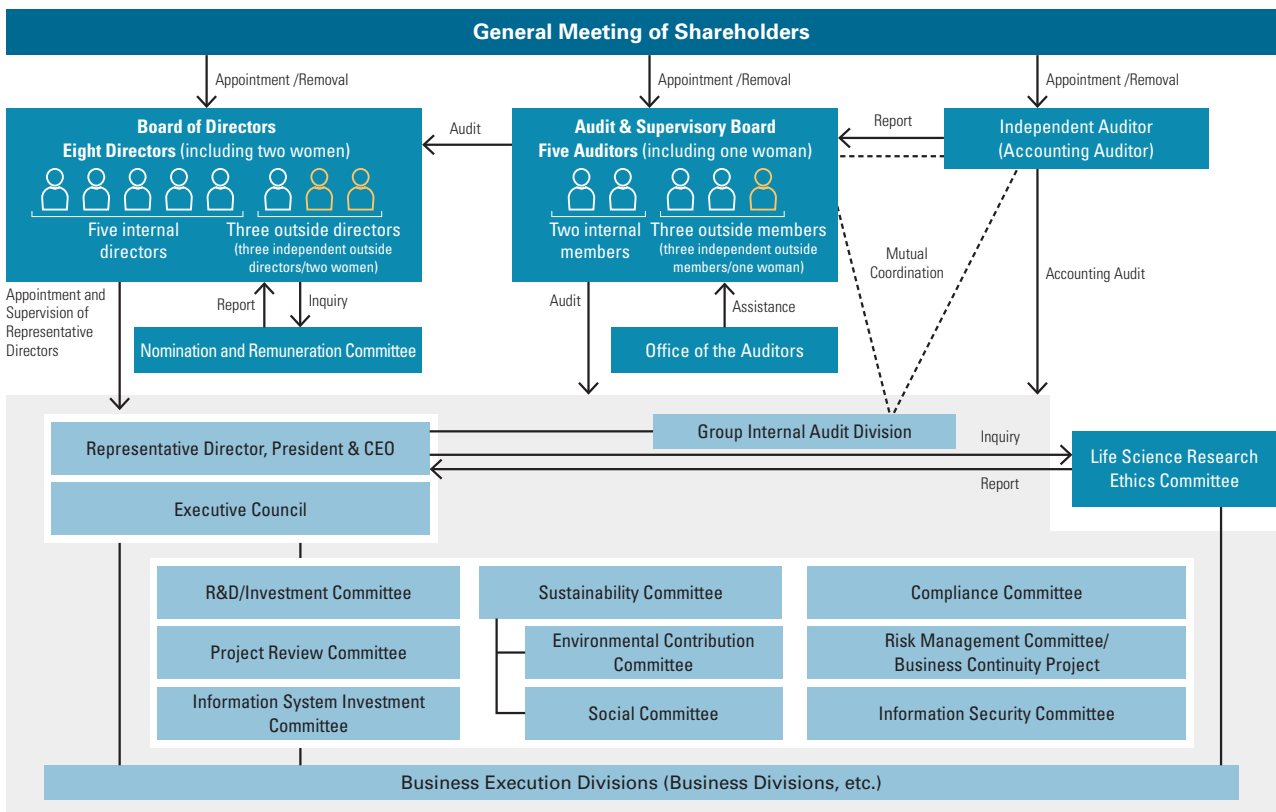 General Meeting of Shareholders
Appointment /Removal
Appointment /Removal
Appointment /Removal
Board of Directors
Eight Directors (including two women)
Five internal
directors
Three outside directors
(three independent outside
directors/two women)
Audit
Audit & Supervisory Board
Five Auditors (including one woman)
Two internal
members
Three outside members
(three independent outside
members/one woman)
Report
Independent Auditor
(Accounting Auditor)
Mutual
Coordination
Accounting Audit
Appointment and
Supervision of
Representative
Directors
Report
Inquiry
Audit
Assistance
Nomination and Remuneration Committee
Office of the Auditors
Representative Director, President & CEO
Executive Council
Group Internal Audit Division
Inquiry
Report
Life Science Research
Ethics Committee
R&D/Investment Committee
Sustainability Committee
Compliance Committee
Project Review Committee
Environmental Contribution
Committee
Risk Management Committee/
Business Continuity Project
Information System Investment
Committee
Social Committee
Information Security Committee
Business Execution Divisions (Business Divisions, etc.)